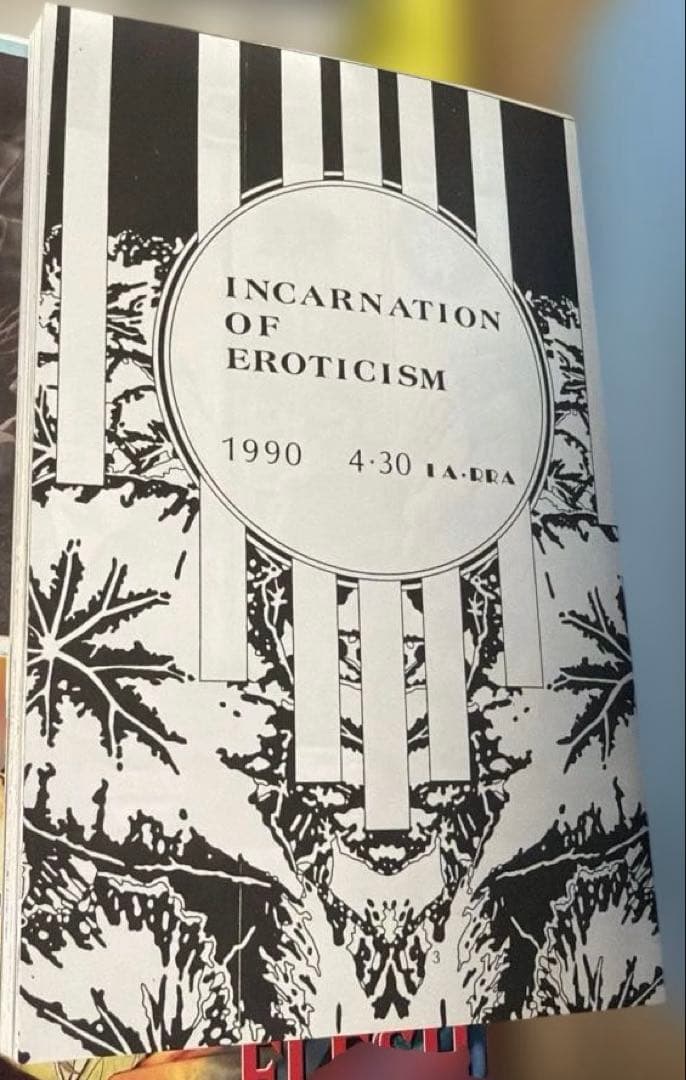 INCARNATION
OF
EROTICISM
1990 4·30 LA·RRA
3